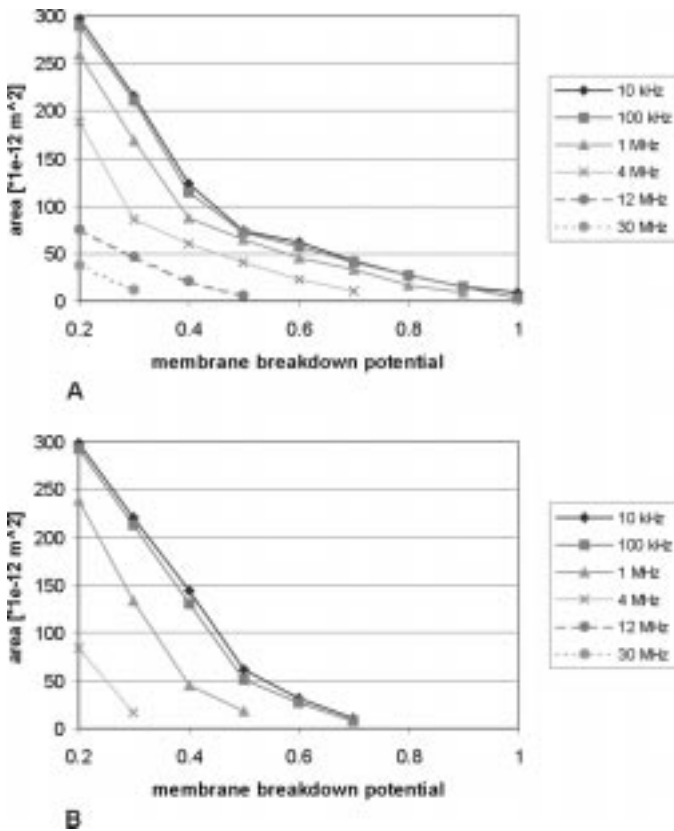 300
250
200
150
100
50
0
area [*1e-12 m^2]
0.2 0.4 0.6 0.8 1
membrane breakdown potential
10 kHz
100 kHz
1 MHz
4 MHz
12 MHz
30 MHz
A
300
250
200
150
100
50
0
area [*1e-12 m^2]
0.2 0.4 0.6 0.8 1
membrane breakdown potential
10 kHz
100 kHz
1 MHz
4 MHz
12 MHz
30 MHz
B